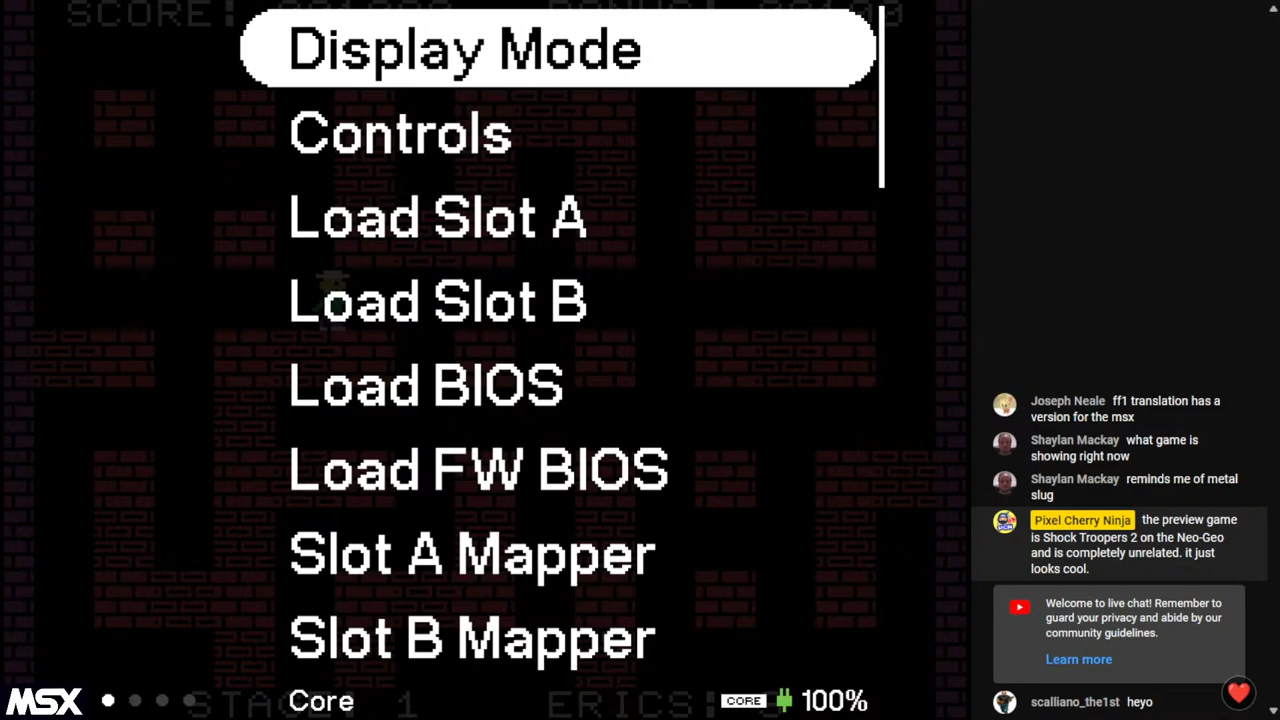 SCORE:
Display Mode
Controls
Load Slot A
Load Slot B
Load BIOS
Load FW BIOS
Slot A Mapper
Slot B Mapper
MSX
STAGE 1
Core
ERICS:
CORE
100%
Joseph Neale ff1 translation has a
version for the msx
Shaylan Mackay what game is
showing right now
Shaylan Mackay reminds me of metal
slug
Pixel Cherry Ninja the preview game
is Shock Troopers 2 on the Neo-Geo
and is completely unrelated. it just
looks cool.
Welcome to live chat! Remember to
guard your privacy and abide by our
community guidelines.
Learn more
scalliano_the1st heyo